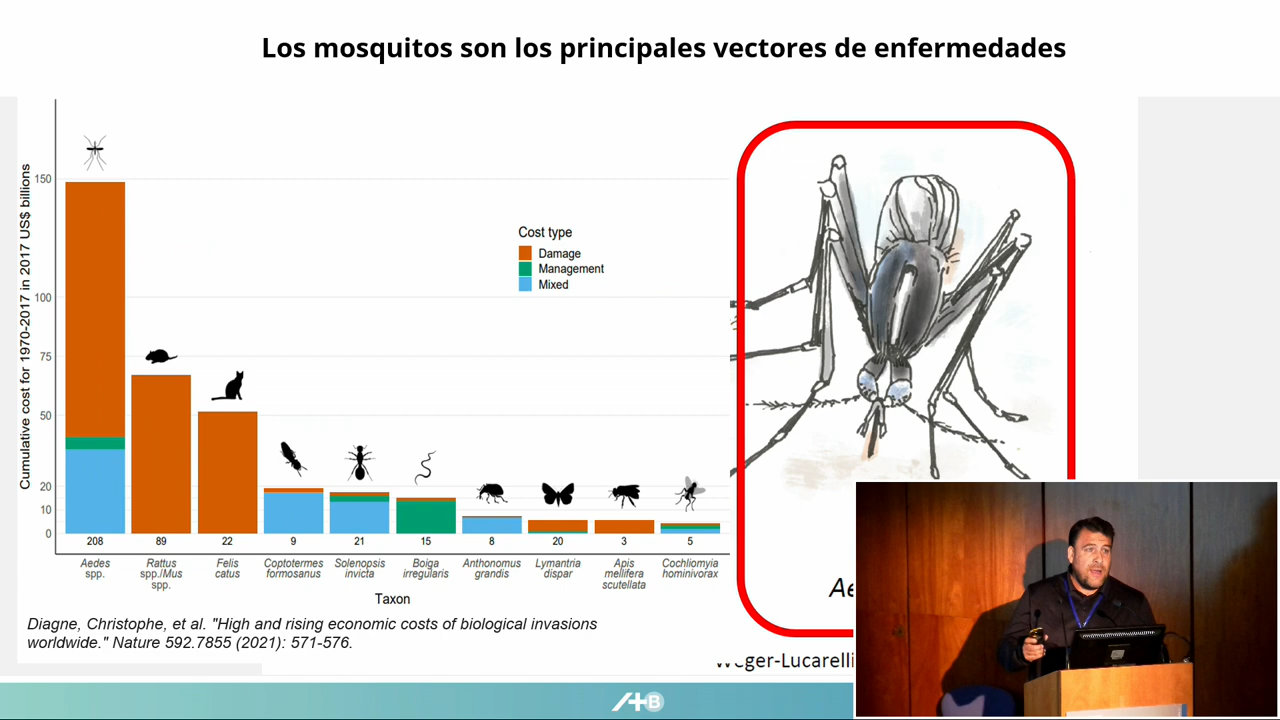 Los mosquitos son los principales vectores de enfermedades
Cumulative cost for 1970-2017 in 2017 US$ billions
150
100
75
50
20
10
0
Cost type
Damage
Management
Mixed
208 89 22 9 21 15 8 20 3 5
Aedes Rattus Felis Coptotermes Solenopsis Boiga Anthonomus Lymantria Apis Cochliomyia
spp. spp./Mus catus formosanus invicta irregularis grandis dispar mellifera hominivorax
spp. scutellata
Taxon
Ae
Diagne, Christophe, et al. "High and rising economic costs of biological invasions
worldwide." Nature 592.7855 (2021): 571-576.
Weger-Lucarelli
A+B